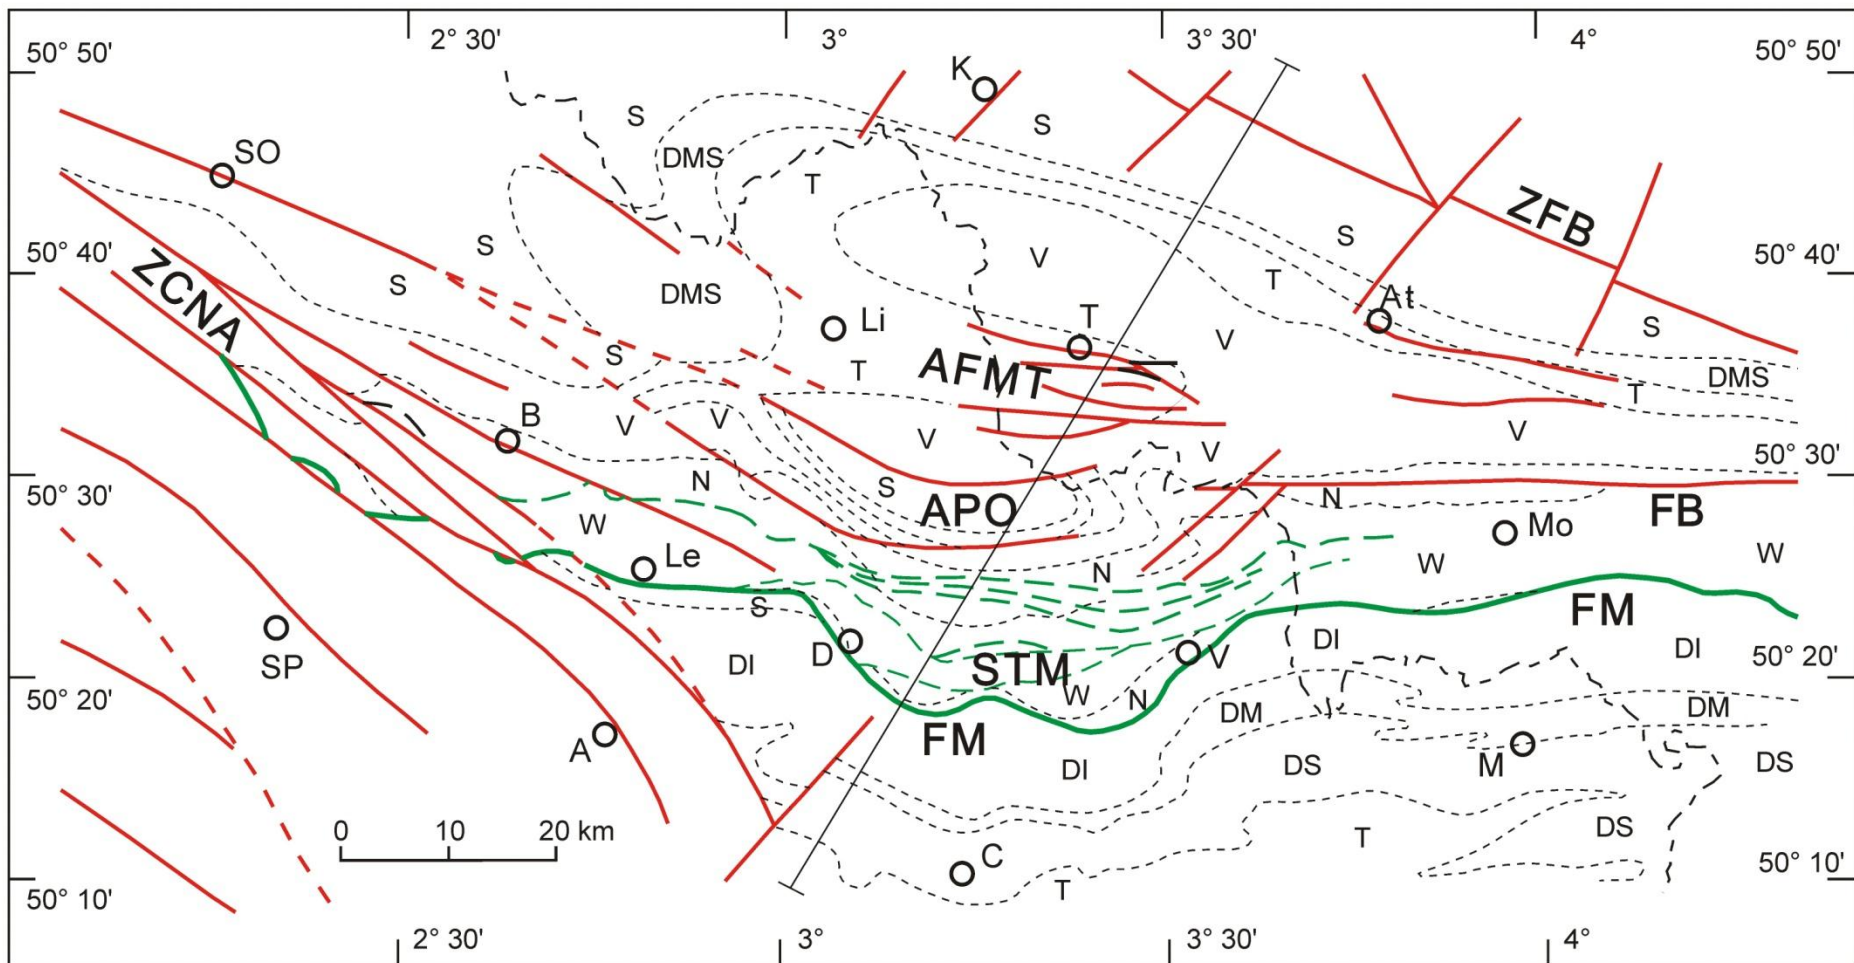 2° 30'
3°
3° 30'
4°
50° 50'
50° 50'
K
S
S
SO
DMS
T
ZFB
S
S
50° 40'
V
50° 40'
ZCNA
T
S
DMS
At
Li
T
S
V
S
T
AFMT
DMS
T
B
V
V
V
V
V
50° 30'
50° 30'
N
S
N
APO
FB
W
Mo
W
Le
W
N
S
FM
D
STM
V
DI
DI
DI
50° 20'
SP
W
N
50° 20'
DM
DM
FM
A
DI
DS
M
DS
0
10
20 km
DS
T
C
50° 10'
T
50° 10'
2° 30'
3°
3° 30'
4°